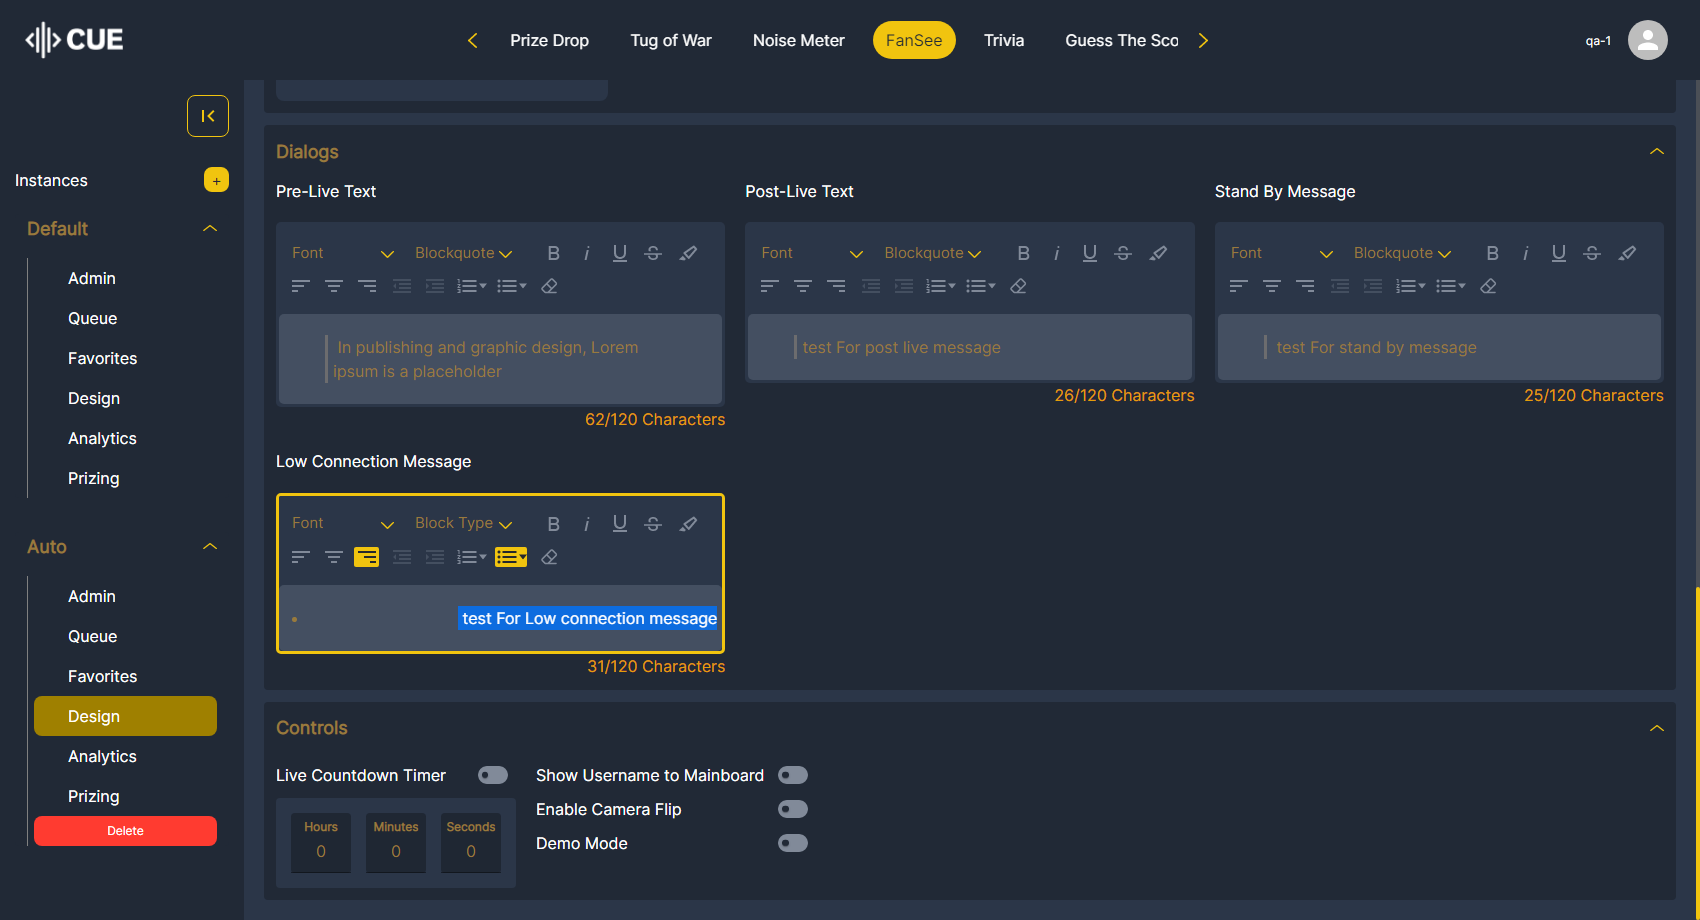 CUE
Prize Drop
Tug of War
Noise Meter
FanSee
Trivia
Guess The Sco
qa-1
Instances
+
Default
Admin
Queue
Favorites
Design
Analytics
Prizing
Auto
Admin
Queue
Favorites
Design
Analytics
Prizing
Delete
Dialogs
Pre-Live Text
Font
Blockquote
B i U S
In publishing and graphic design, Lorem
ipsum is a placeholder
62/120 Characters
Post-Live Text
Font
Blockquote
B i U S
test For post live message
26/120 Characters
Stand By Message
Font
Blockquote
B i U S
test For stand by message
25/120 Characters
Low Connection Message
Font
Block Type
B i U S
• test For Low connection message
31/120 Characters
Controls
Live Countdown Timer
Hours
0
Minutes
0
Seconds
0
Show Username to Mainboard
Enable Camera Flip
Demo Mode